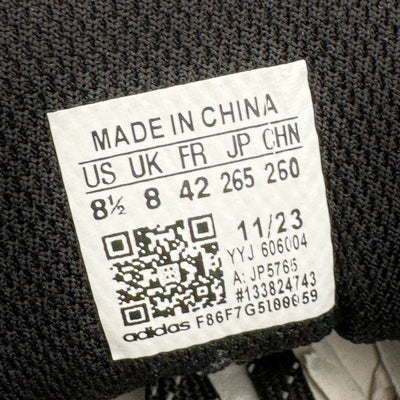 MADE IN CHINA
US UK FR JP CHN
8½ 8 42 265 260
11/23
YYJ 606004
A: JP5765
#133824743
adidas F86F7G5100059